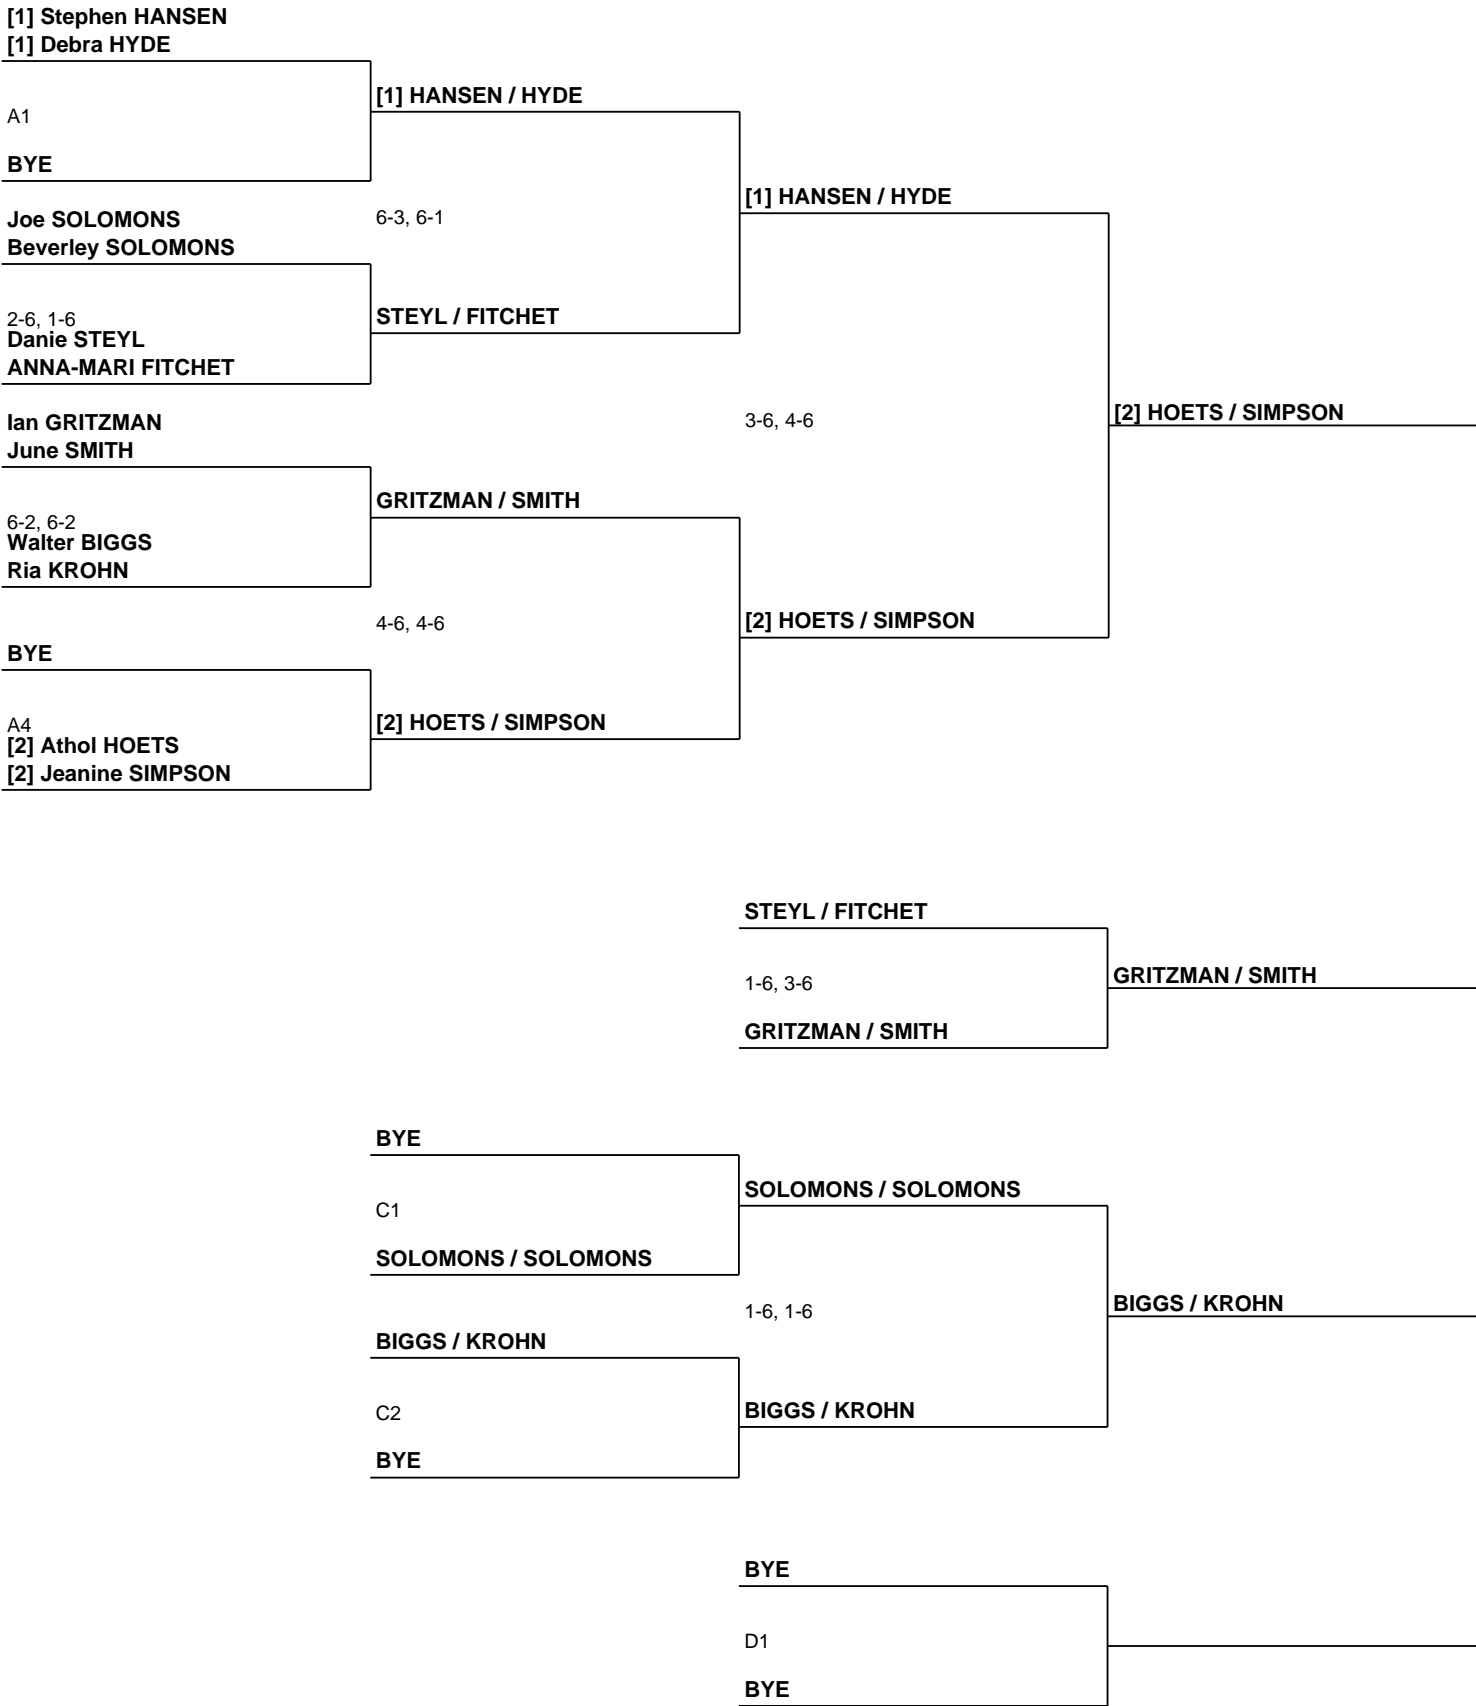 [1] Stephen HANSEN
[1] Debra HYDE
[1] HANSEN / HYDE
A1
BYE
[1] HANSEN / HYDE
Joe SOLOMONS
6-3, 6-1
Beverley SOLOMONS
2-6, 1-6
STEYL / FITCHET
Danie STEYL
ANNA-MARI FITCHET
Ian GRITZMAN
3-6, 4-6
[2] HOETS / SIMPSON
June SMITH
GRITZMAN / SMITH
6-2, 6-2
Walter BIGGS
Ria KROHN
4-6, 4-6
[2] HOETS / SIMPSON
BYE
A4
[2] HOETS / SIMPSON
[2] Athol HOETS
[2] Jeanine SIMPSON
STEYL / FITCHET
1-6, 3-6
GRITZMAN / SMITH
GRITZMAN / SMITH
BYE
SOLOMONS / SOLOMONS
C1
SOLOMONS / SOLOMONS
1-6, 1-6
BIGGS / KROHN
BIGGS / KROHN
C2
BIGGS / KROHN
BYE
BYE
D1
BYE